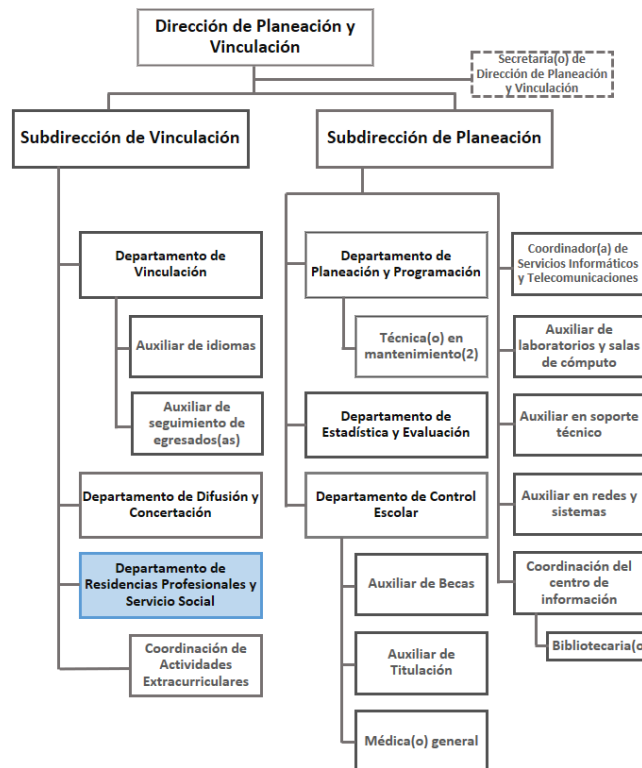 Dirección de Planeación y
Vinculación
Secretaria(o) de
Dirección de Planeación
y Vinculación
Subdirección de Vinculación
Subdirección de Planeación
Departamento de
Vinculación
Auxiliar de idiomas
Auxiliar de
seguimiento de
egresados(as)
Departamento de Difusión y
Concertación
Departamento de
Residencias Profesionales y
Servicio Social
Coordinación de
Actividades
Extracurriculares
Departamento de
Planeación y Programación
Técnica(o) en
mantenimiento(2)
Departamento de
Estadística y Evaluación
Departamento de Control
Escolar
Auxiliar de Becas
Auxiliar de
Titulación
Médica(o) general
Coordinador(a) de
Servicios Informáticos
y Telecomunicaciones
Auxiliar de
laboratorios y salas
de cómputo
Auxiliar en soporte
técnico
Auxiliar en redes y
sistemas
Coordinación del
centro de
información
Bibliotecaria(o